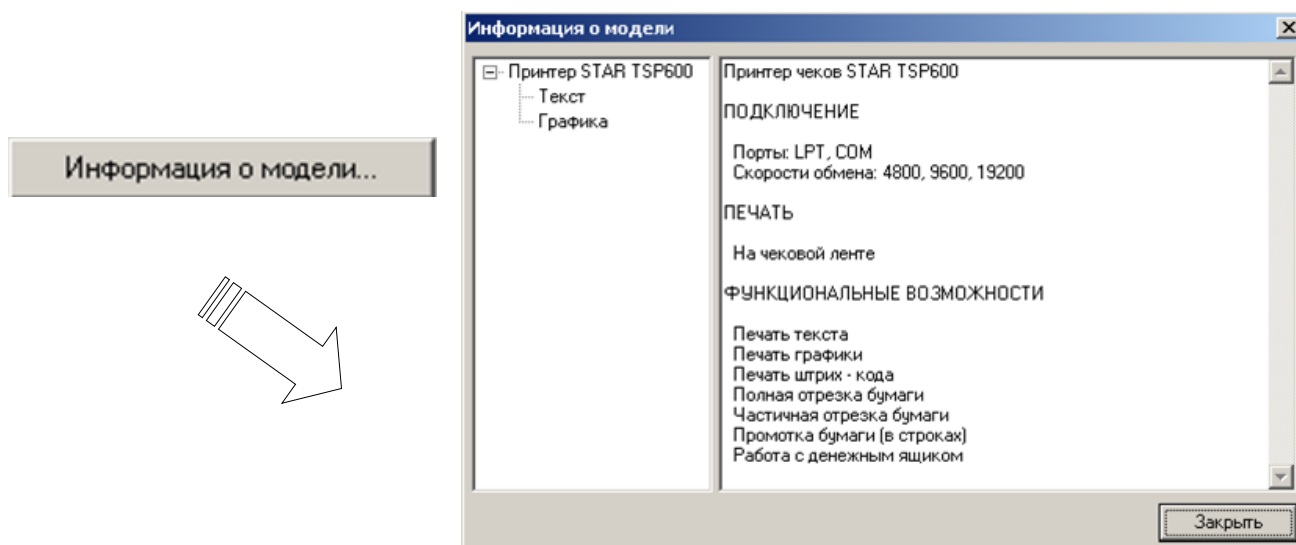 Информация о модели...
Информация о модели
Принтер STAR TSP600
Текст
Графика
Принтер чеков STAR TSP600
ПОДКЛЮЧЕНИЕ
Порты: LPT, COM
Скорости обмена: 4800, 9600, 19200
ПЕЧАТЬ
На чековой ленте
ФУНКЦИОНАЛЬНЫЕ ВОЗМОЖНОСТИ
Печать текста
Печать графики
Печать штрих - кода
Полная отрезка бумаги
Частичная отрезка бумаги
Промотка бумаги (в строках)
Работа с денежным ящиком
Закрыть